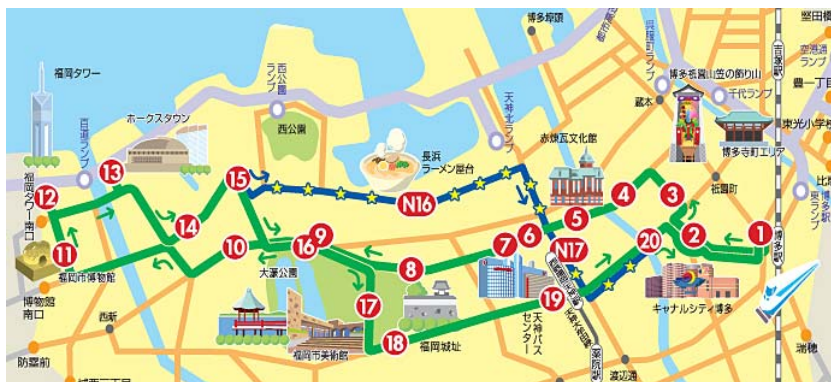 福岡タワー
百道ランプ
ホークスタウン
西公園
ランプ
西公園
長浜
ラーメン屋台
天神北ランプ
博多埠頭
赤煉瓦文化館
呉服町ランプ
蔵本
博多祇園山笠の飾り山
千代ランプ
博多寺町エリア
吉塚駅
空港通
ランプ
豊一丁目
東光小学校
祇園町
博多駅
東ランプ
博多駅
瑞穂
キャナルシティ博多
渡辺通
薬院駅
天神バス
センター
福岡城址
福岡市美術館
大濠公園
福岡市博物館
福岡タワー南口
博物館
南口
西新
防塁前
1
2
3
4
5
6
7
8
9
10
11
12
13
14
15
16
17
18
19
20
N16
N17